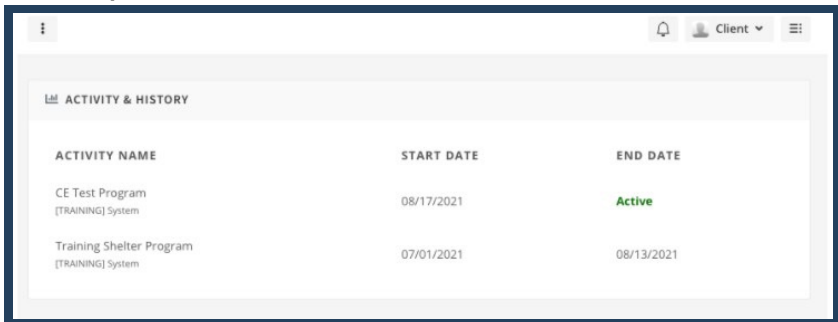 Client
ACTIVITY & HISTORY
ACTIVITY NAME START DATE END DATE
CE Test Program 08/17/2021 Active
[TRAINING] System
Training Shelter Program 07/01/2021 08/13/2021
[TRAINING] System